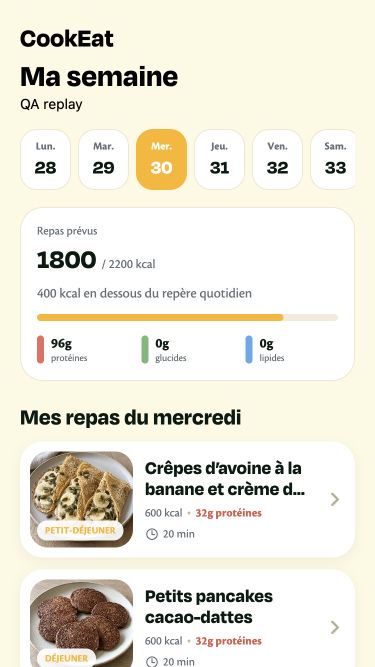 CookEat
Ma semaine
QA replay
Lun. Mar. Mer. Jeu. Ven. Sam.
28 29 30 31 32 33
Repas prévus
1800 / 2200 kcal
400 kcal en dessous du repère quotidien
96g 0g 0g
protéines glucides lipides
Mes repas du mercredi
Crêpes d'avoine à la
banane et crème d...
600 kcal • 32g protéines
PETIT-DÉJEUNER
20 min
Petits pancakes
cacao-dattes
600 kcal • 32g protéines
DÉJEUNER
20 min